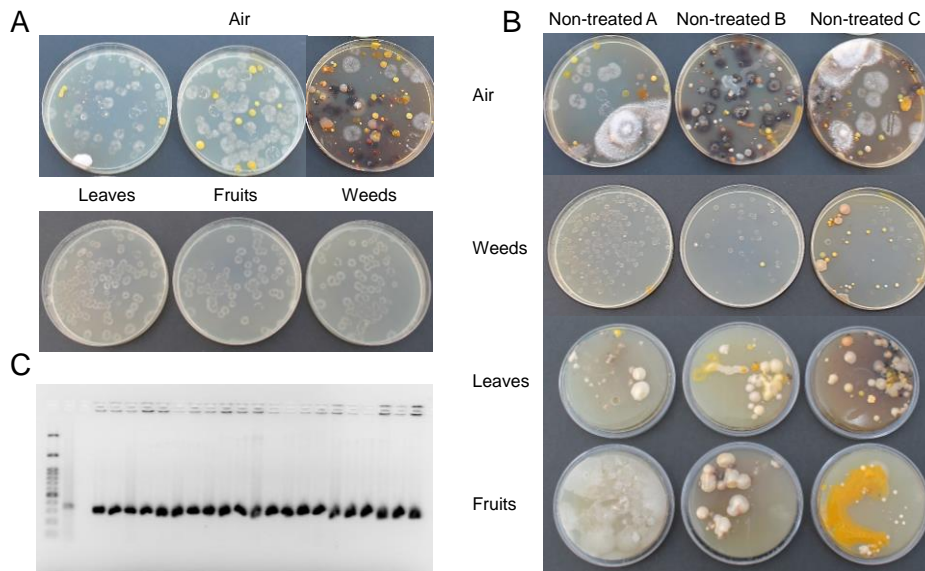 A
Air
Leaves Fruits Weeds
C
B
Non-treated A Non-treated B Non-treated C
Air
Weeds
Leaves
Fruits